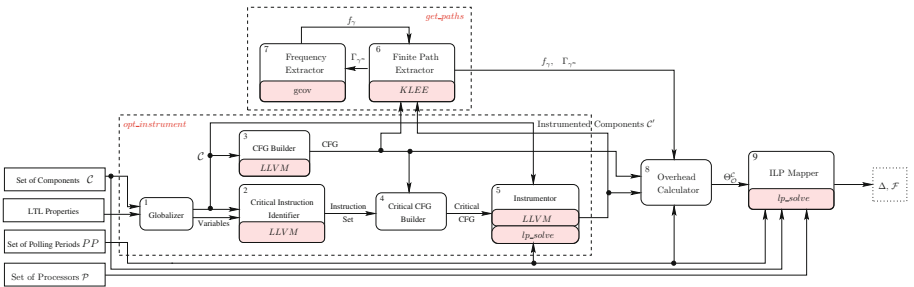 f_γ
get_paths
7
Frequency
Extractor
gcov
Γ_γ^m
6
Finite Path
Extractor
KLEE
f_γ, Γ_γ^m
opt_instrument
Instrumented Components 𝒞′
3
CFG Builder
LLVM
CFG
𝒞
Set of Components 𝒞
LTL Properties
Set of Polling Periods PP
Set of Processors 𝒫
1
Globalizer
Variables
2
Critical Instruction
Identifier
LLVM
Instruction
Set
4
Critical CFG
Builder
Critical
CFG
5
Instrumentor
LLVM
lp_solve
8
Overhead
Calculator
9
ILP Mapper
lp_solve
Δ, ℱ